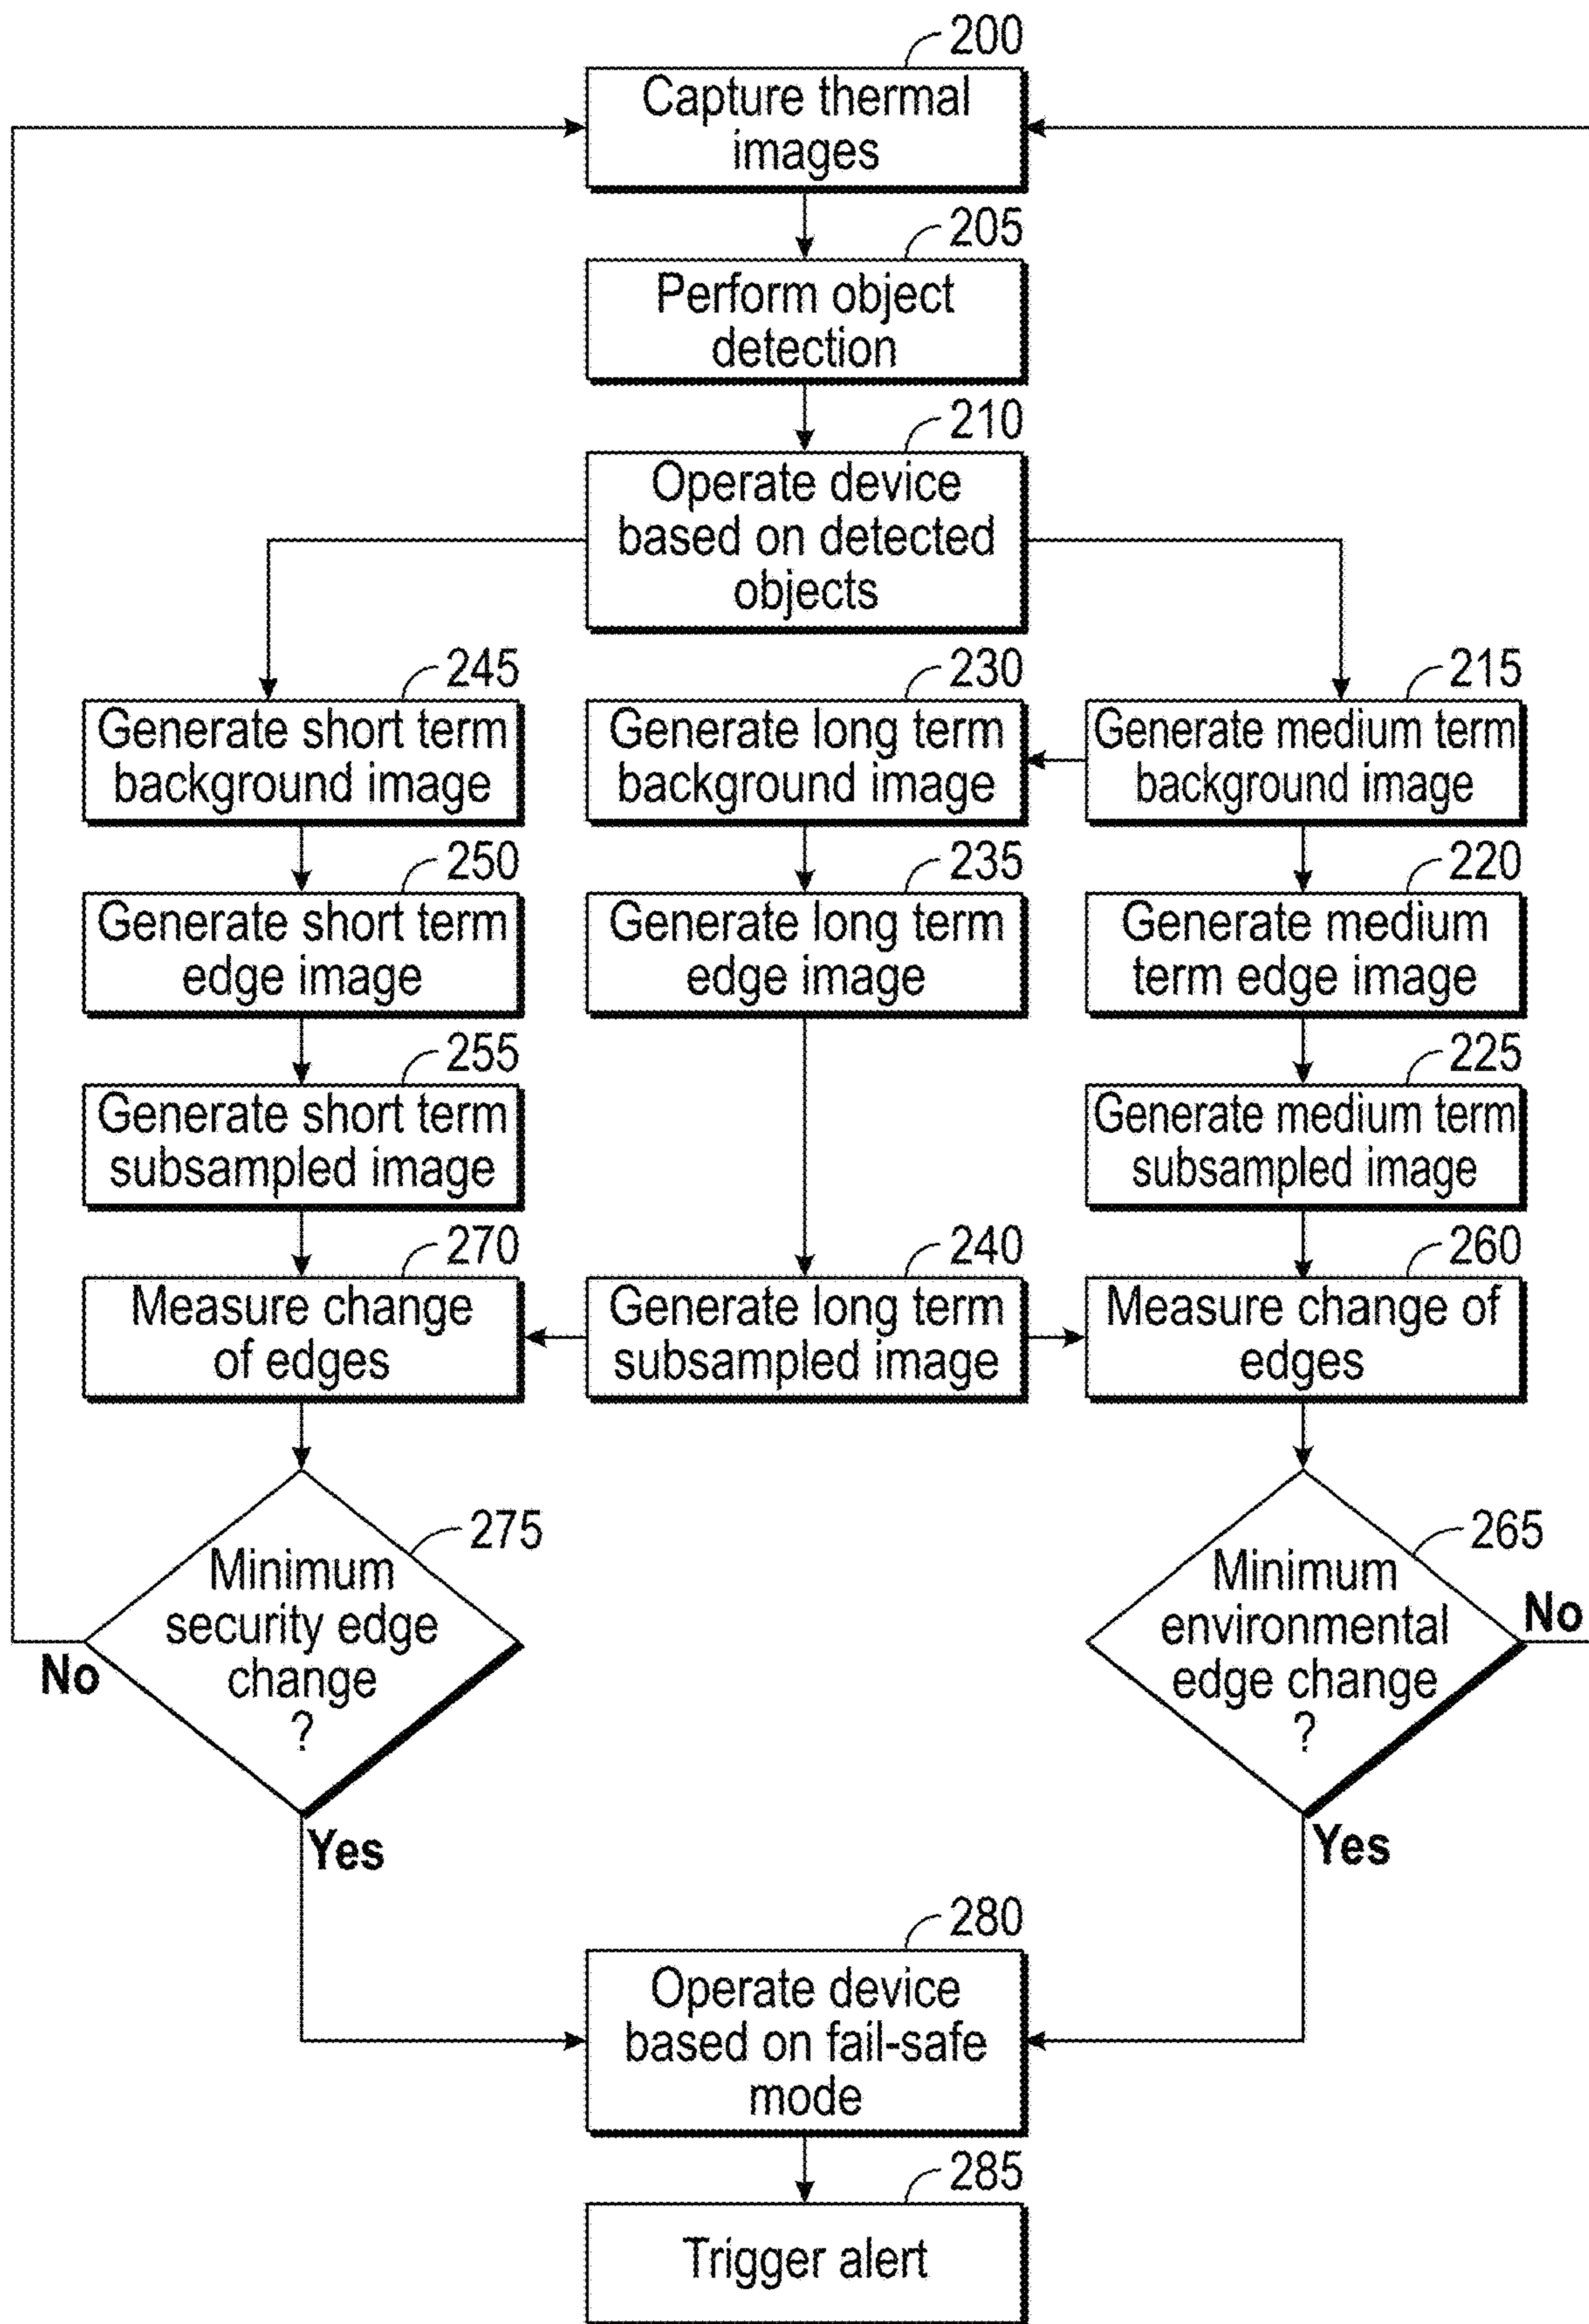 200
Capture thermal
images
205
Perform object
detection
210
Operate device
based on detected
objects
245
Generate short term
background image
230
Generate long term
background image
215
Generate medium term
background image
250
Generate short term
edge image
235
Generate long term
edge image
220
Generate medium
term edge image
255
Generate short term
subsampled image
225
Generate medium term
subsampled image
270
Measure change
of edges
240
Generate long term
subsampled image
260
Measure change of
edges
275
Minimum
security edge
change
?
No
Yes
265
Minimum
environmental
edge change
?
No
Yes
280
Operate device
based on fail-safe
mode
285
Trigger alert